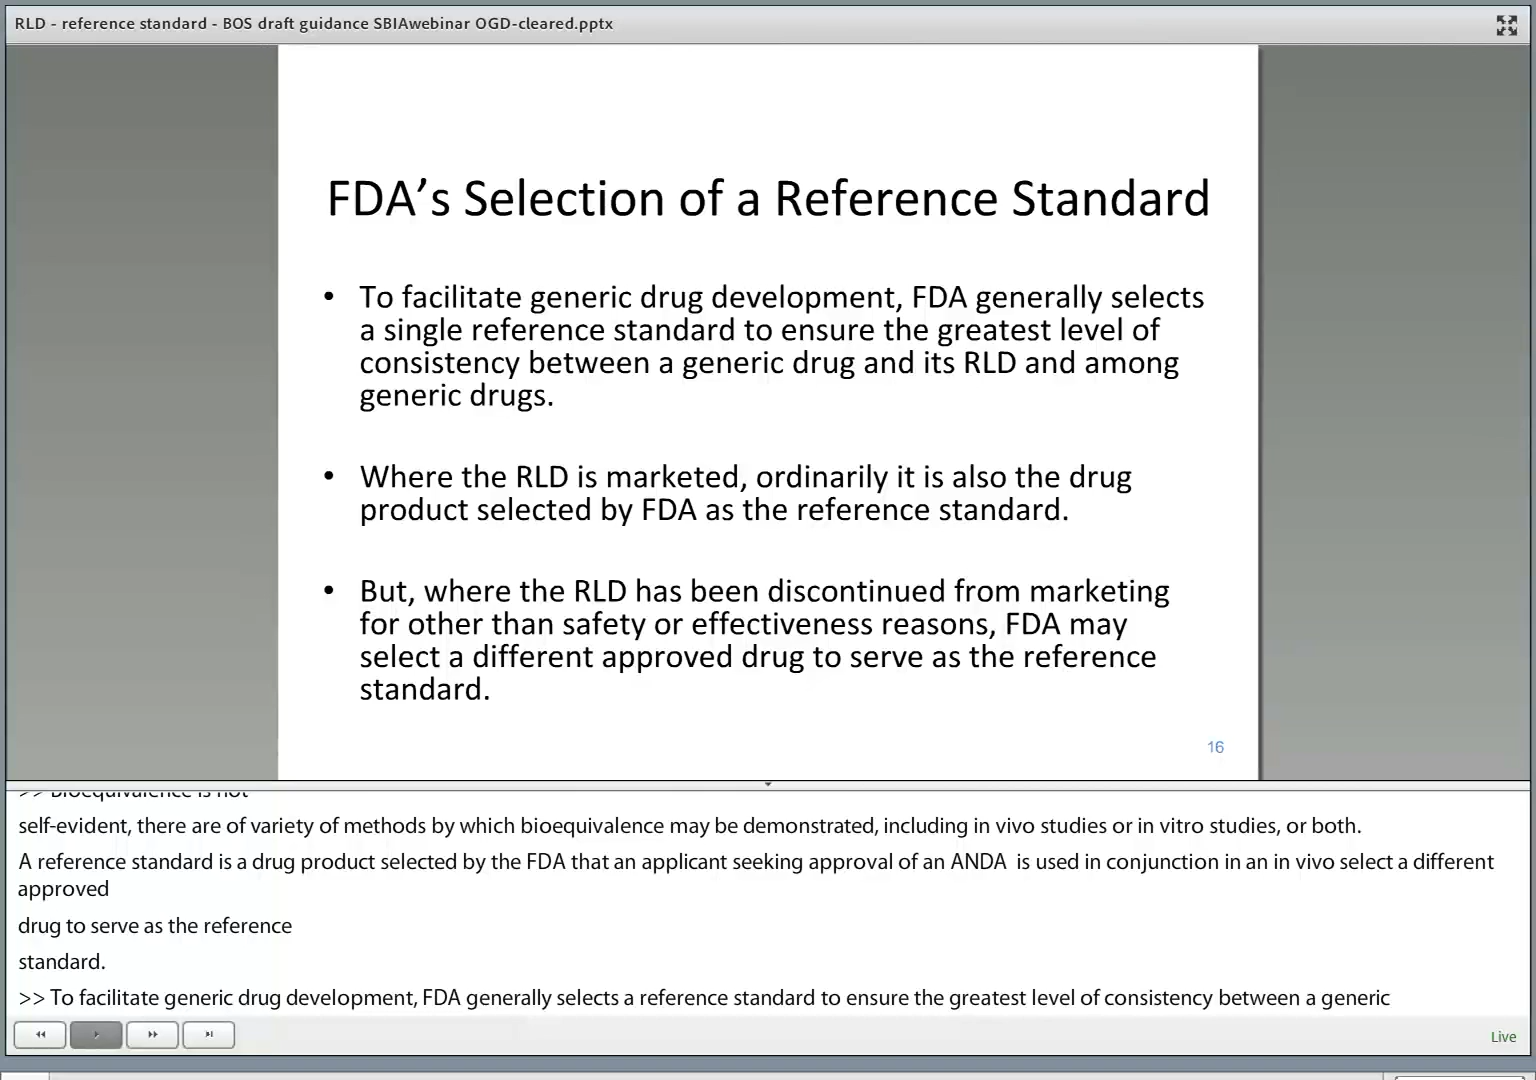 RLD - reference standard - BOS draft guidance SBIAwebinar OGD-cleared.pptx
FDA’s Selection of a Reference Standard
• To facilitate generic drug development, FDA generally selects
a single reference standard to ensure the greatest level of
consistency between a generic drug and its RLD and among
generic drugs.
• Where the RLD is marketed, ordinarily it is also the drug
product selected by FDA as the reference standard.
• But, where the RLD has been discontinued from marketing
for other than safety or effectiveness reasons, FDA may
select a different approved drug to serve as the reference
standard.
16
>> Bioequivalence is not
self-evident, there are of variety of methods by which bioequivalence may be demonstrated, including in vivo studies or in vitro studies, or both.
A reference standard is a drug product selected by the FDA that an applicant seeking approval of an ANDA is used in conjunction in an in vivo select a different
approved
drug to serve as the reference
standard.
>> To facilitate generic drug development, FDA generally selects a reference standard to ensure the greatest level of consistency between a generic
Live